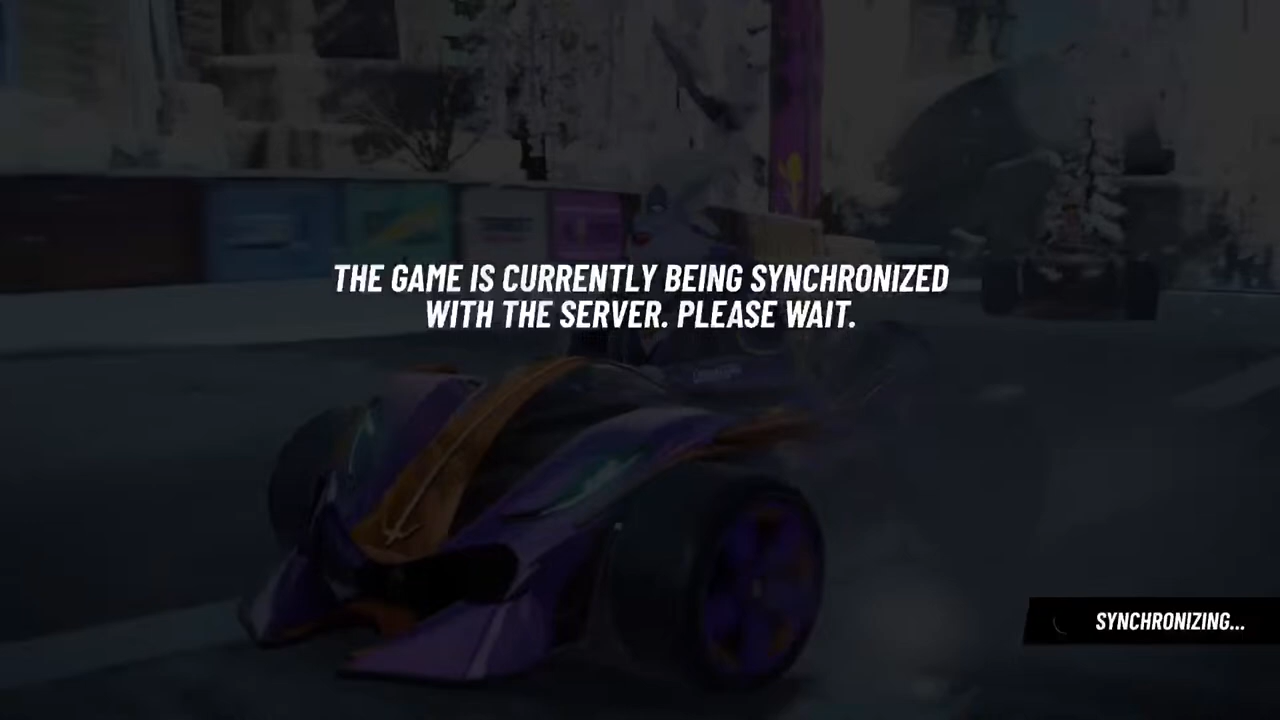 THE GAME IS CURRENTLY BEING SYNCHRONIZED
WITH THE SERVER. PLEASE WAIT.
SYNCHRONIZING...